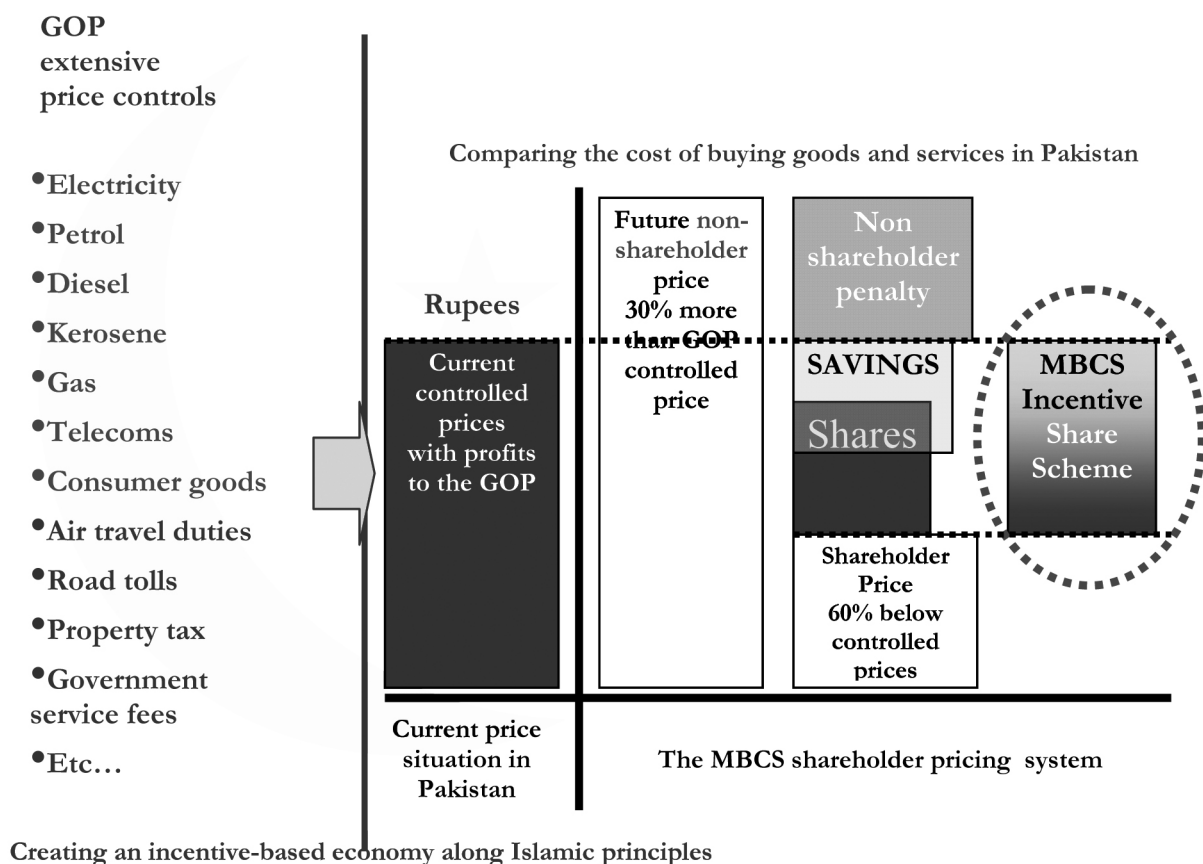 GOP
extensive
price controls
•Electricity
•Petrol
•Diesel
•Kerosene
•Gas
•Telecoms
•Consumer goods
•Air travel duties
•Road tolls
•Property tax
•Government
service fees
•Etc…
Comparing the cost of buying goods and services in Pakistan
Rupees
Current
controlled
prices
with profits
to the GOP
Future non-
shareholder
price
30% more
than GOP
controlled
price
Non
shareholder
penalty
SAVINGS
Shares
Shareholder
Price
60% below
controlled
prices
MBCS
Incentive
Share
Scheme
Current price
situation in
Pakistan
The MBCS shareholder pricing system
Creating an incentive-based economy along Islamic principles